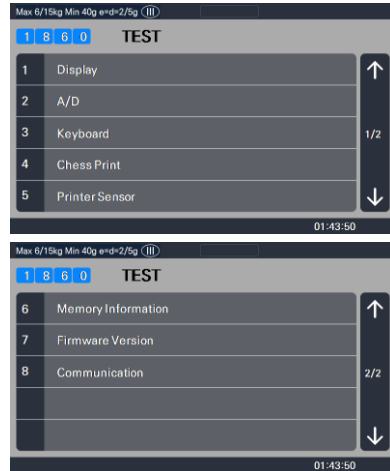 Max 6/15kg Min 40g e=d=2/5g III
1 8 6 0 TEST
1 Display
2 A/D
3 Keyboard
1/2
4 Chess Print
5 Printer Sensor
01:43:50
Max 6/15kg Min 40g e=d=2/5g III
1 8 6 0 TEST
6 Memory Information
7 Firmware Version
8 Communication
2/2
01:43:50